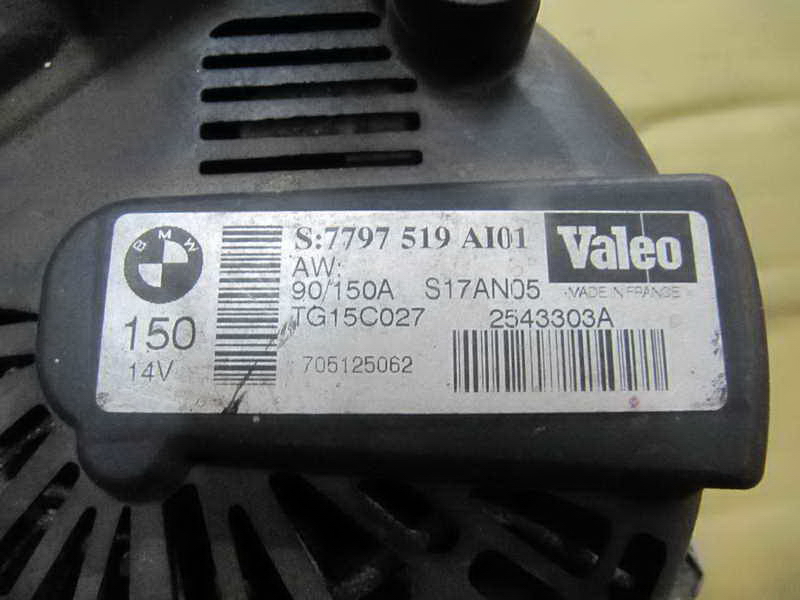 BMW
S:7797 519 AI01
Valeo
AW:
90/150A S17AN05
MADE IN FRANCE
150
TG15C027 2543303A
14V
705125062